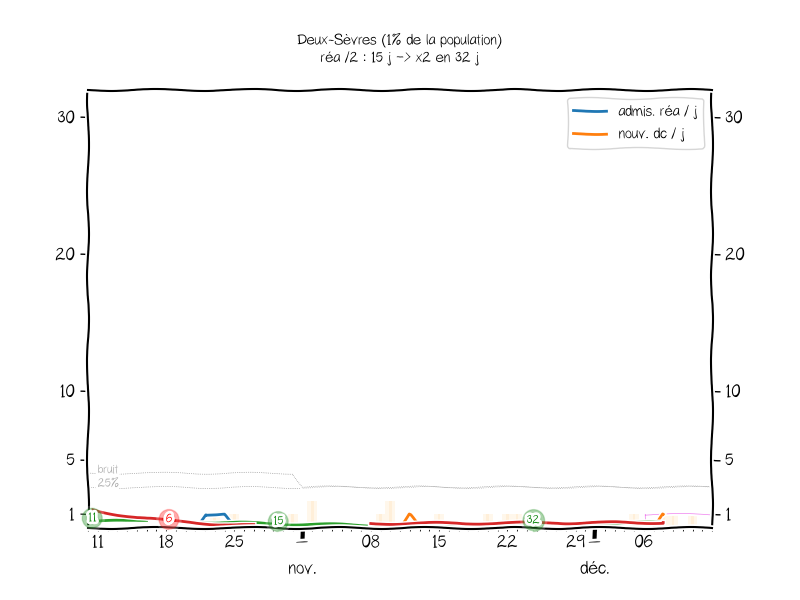 Deux-Sèvres (1% de la population)
réa /2 : 15 j -> x2 en 32 j
admis. réa / j
nouv. dc / j
30 30
20 20
10 10
5 5
bruit
25%
1 1
11 6 15 32
11 18 25 08 15 22 29 06
nov. déc.